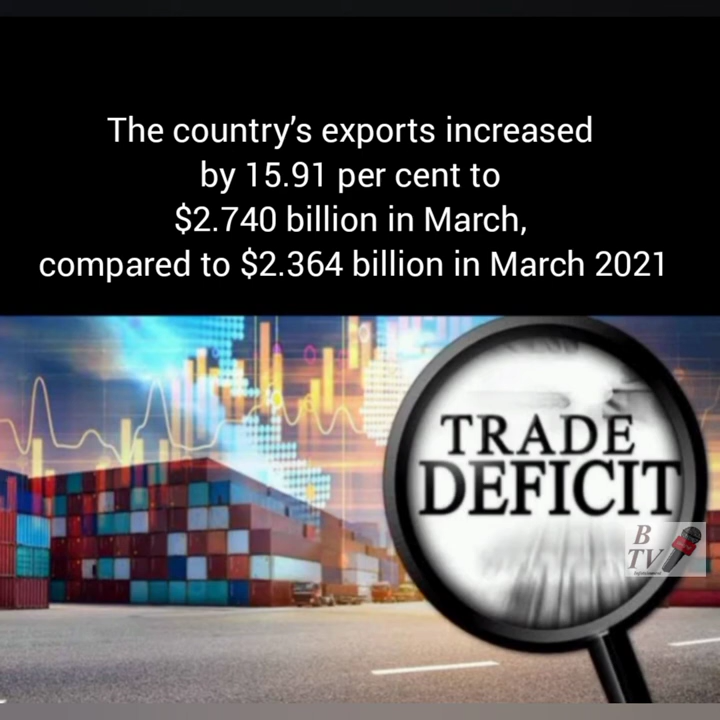 The country's exports increased
by 15.91 per cent to
$2.740 billion in March,
compared to $2.364 billion in March 2021
TRADE
DEFICIT
B
TV